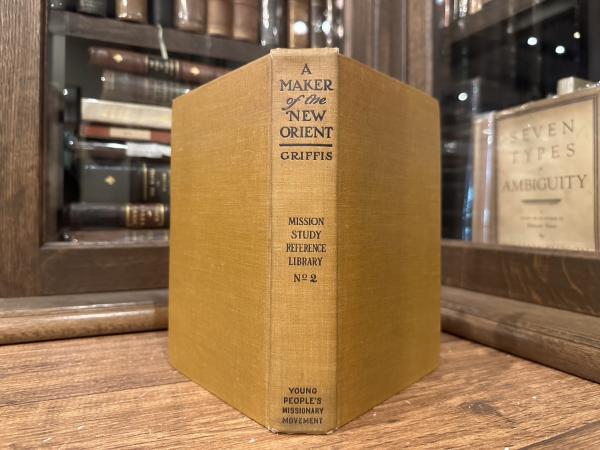 A
MAKER
of the
NEW
ORIENT
GRIFFIS
MISSION
STUDY
REFERENCE
LIBRARY
Nº 2
YOUNG
PEOPLE'S
MISSIONARY
MOVEMENT
SEVEN
TYPES
of
AMBIGUITY